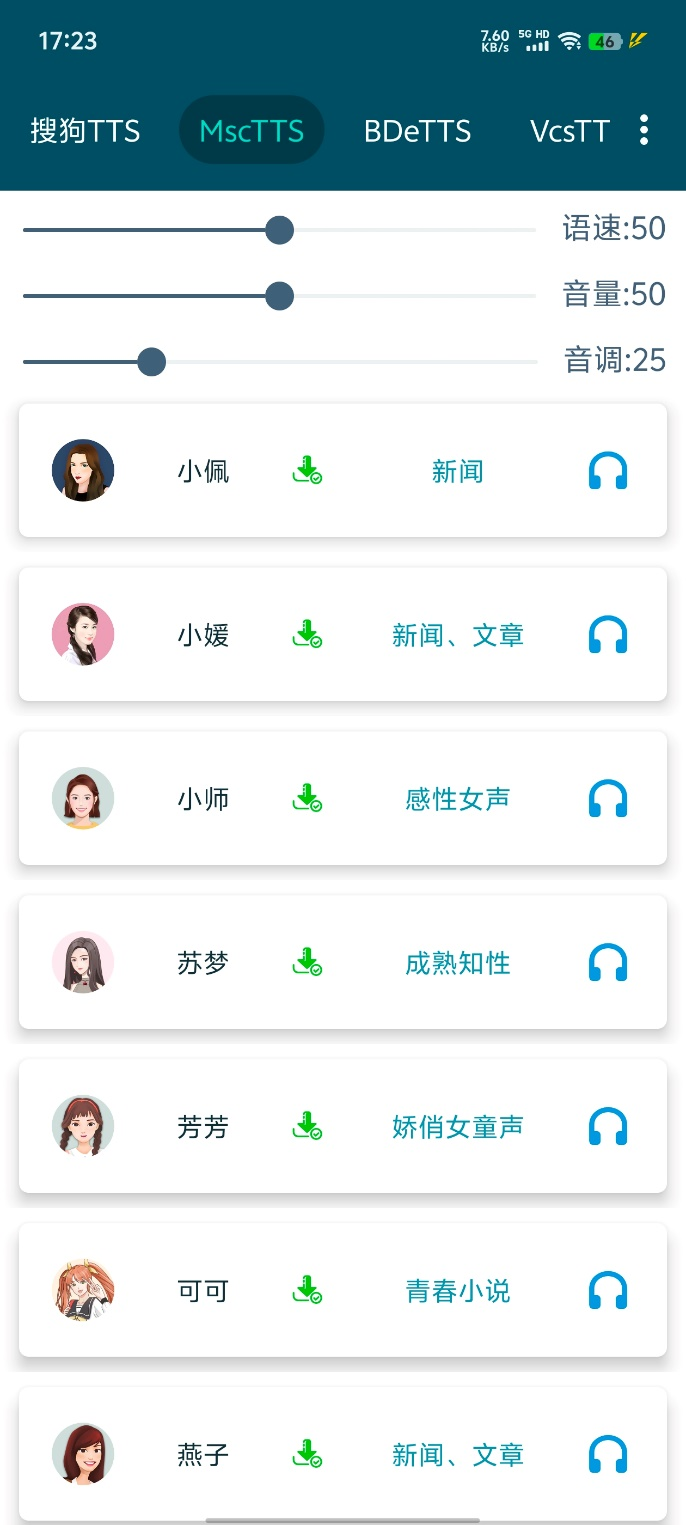 17:23
7.60 KB/s 5G HD 46
搜狗TTS MscTTS BDeTTS VcsTT
语速:50
音量:50
音调:25
小佩 新闻
小媛 新闻、文章
小师 感性女声
苏梦 成熟知性
芳芳 娇俏女童声
可可 青春小说
燕子 新闻、文章